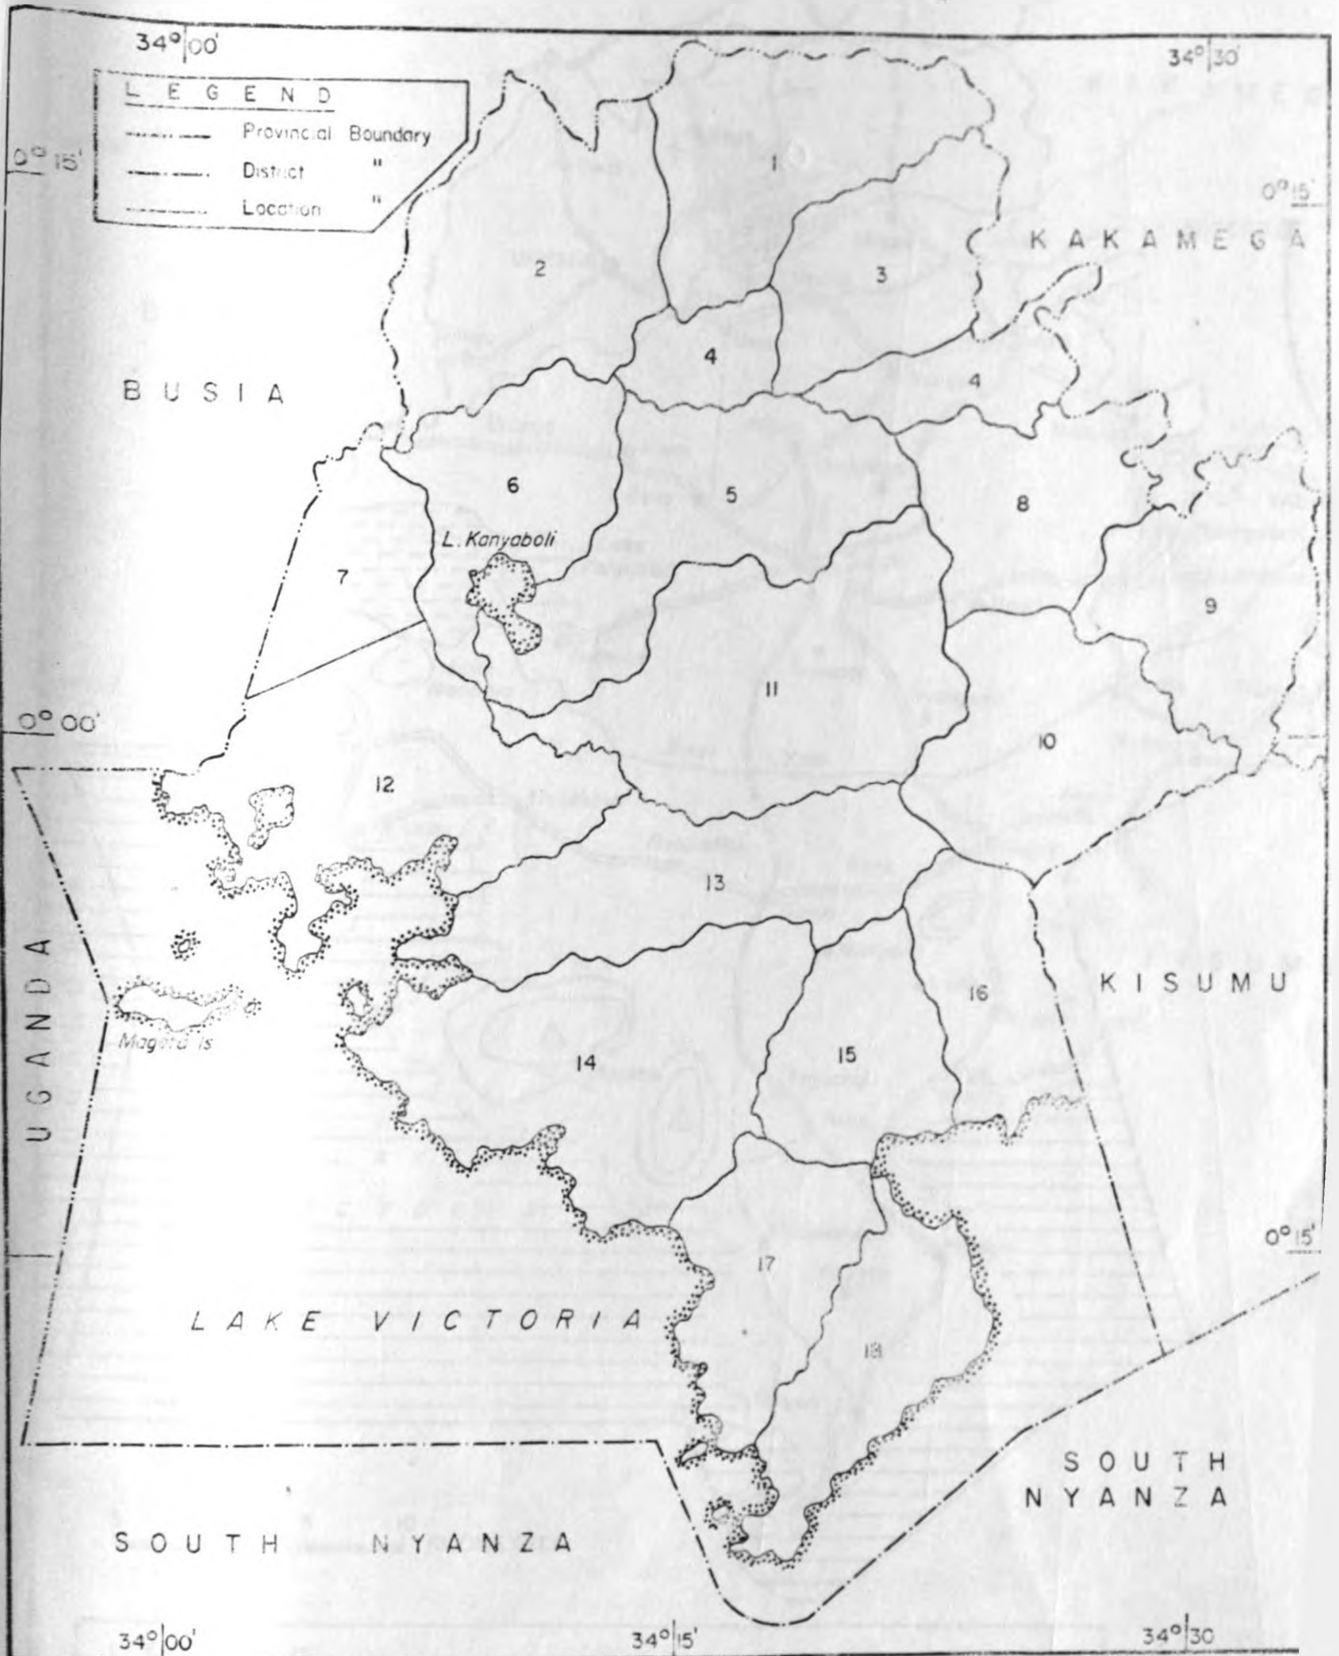 34°00'
34°30'
LEGEND
Provincial Boundary
District "
Location "
0° 15'
0° 15'
KAKAMEGA
BUSIA
1
2
3
4
4
5
6
7
8
9
10
11
L. Kanyaboli
0° 00'
12
13
14
15
16
17
18
KISUMU
UGANDA
Mageta Is
0° 15'
LAKE VICTORIA
SOUTH
NYANZA
SOUTH NYANZA
34°00'
34°15'
34°30